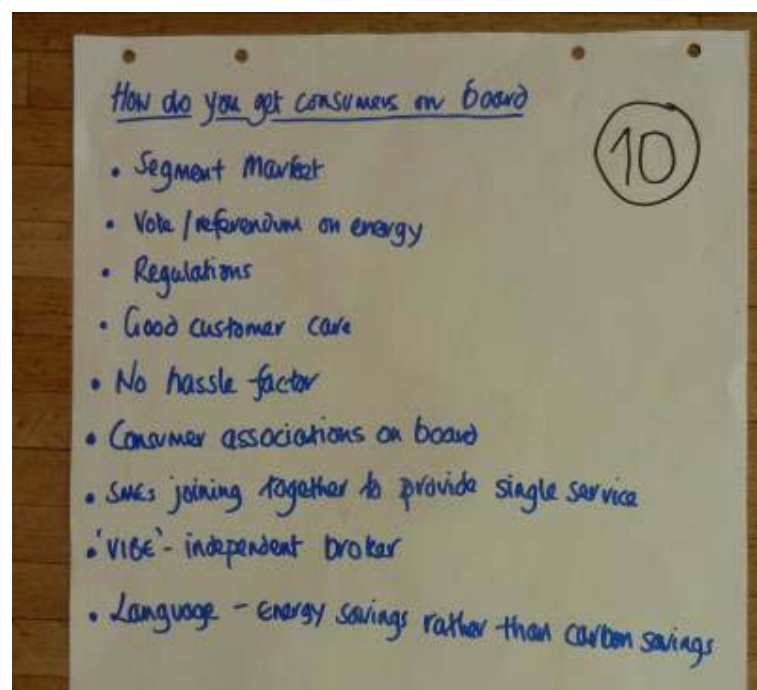 How do you get consumers on board
10
• Segment Market
• Vote / referendum on energy
• Regulations
• Good customer care
• No hassle factor
• Consumer associations on board
• SMEs joining together to provide single service
• 'VIBE' - independent broker
• Language - energy savings rather than carbon savings